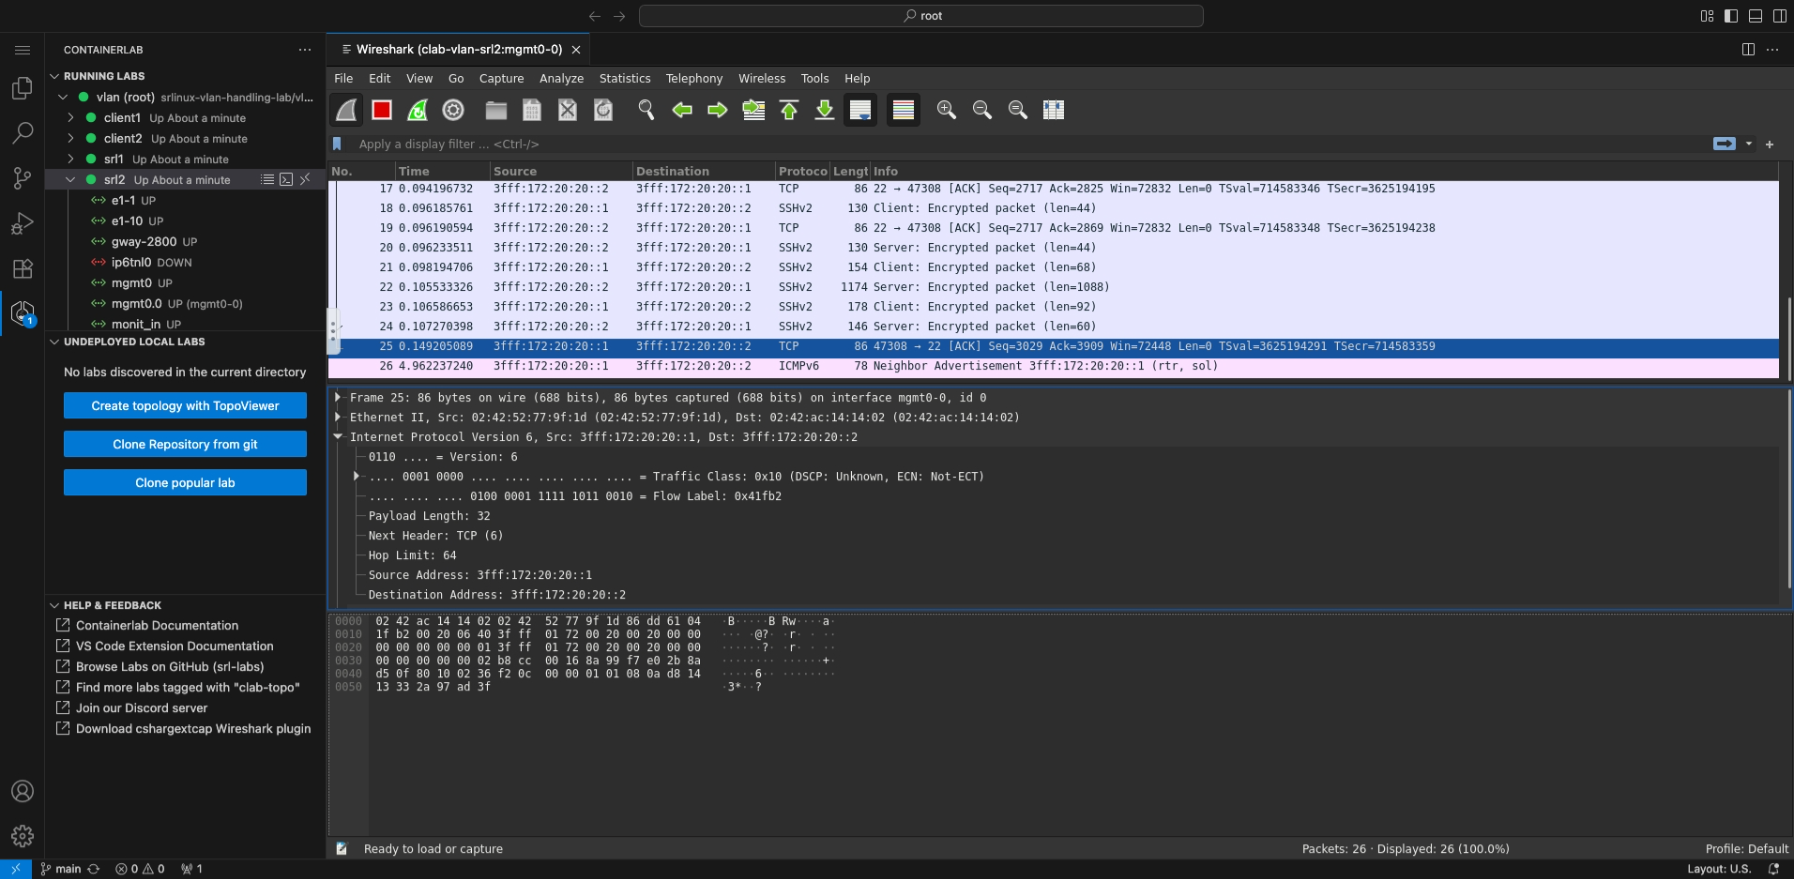 root
CONTAINERLAB
RUNNING LABS
vlan (root) srlinux-vlan-handling-lab/vl...
client1 Up About a minute
client2 Up About a minute
srl1 Up About a minute
srl2 Up About a minute
e1-1 UP
e1-10 UP
gway-2800 UP
ip6tnl0 DOWN
mgmt0 UP
mgmt0.0 UP (mgmt0-0)
monit_in UP
UNDEPLOYED LOCAL LABS
No labs discovered in the current directory
Create topology with TopoViewer
Clone Repository from git
Clone popular lab
HELP & FEEDBACK
Containerlab Documentation
VS Code Extension Documentation
Browse Labs on GitHub (srl-labs)
Find more labs tagged with "clab-topo"
Join our Discord server
Download cshargextcap Wireshark plugin
1
Wireshark (clab-vlan-srl2:mgmt0-0)
File Edit View Go Capture Analyze Statistics Telephony Wireless Tools Help
Apply a display filter ... <Ctrl-/>
No. Time Source Destination Protoco Lengt Info
17 0.094196732 3fff:172:20:20::2 3fff:172:20:20::1 TCP 86 22 → 47308 [ACK] Seq=2717 Ack=2825 Win=72832 Len=0 TSval=714583346 TSecr=3625194195
18 0.096185761 3fff:172:20:20::1 3fff:172:20:20::2 SSHv2 130 Client: Encrypted packet (len=44)
19 0.096190594 3fff:172:20:20::2 3fff:172:20:20::1 TCP 86 22 → 47308 [ACK] Seq=2717 Ack=2869 Win=72832 Len=0 TSval=714583348 TSecr=3625194238
20 0.096233511 3fff:172:20:20::2 3fff:172:20:20::1 SSHv2 130 Server: Encrypted packet (len=44)
21 0.098194706 3fff:172:20:20::1 3fff:172:20:20::2 SSHv2 154 Client: Encrypted packet (len=68)
22 0.105533326 3fff:172:20:20::2 3fff:172:20:20::1 SSHv2 1174 Server: Encrypted packet (len=1088)
23 0.106586653 3fff:172:20:20::1 3fff:172:20:20::2 SSHv2 178 Client: Encrypted packet (len=92)
24 0.107270398 3fff:172:20:20::2 3fff:172:20:20::1 SSHv2 146 Server: Encrypted packet (len=60)
25 0.149205089 3fff:172:20:20::1 3fff:172:20:20::2 TCP 86 47308 → 22 [ACK] Seq=3029 Ack=3909 Win=72448 Len=0 TSval=3625194291 TSecr=714583359
26 4.962237240 3fff:172:20:20::1 3fff:172:20:20::2 ICMPv6 78 Neighbor Advertisement 3fff:172:20:20::1 (rtr, sol)
Frame 25: 86 bytes on wire (688 bits), 86 bytes captured (688 bits) on interface mgmt0-0, id 0
Ethernet II, Src: 02:42:52:77:9f:1d (02:42:52:77:9f:1d), Dst: 02:42:ac:14:14:02 (02:42:ac:14:14:02)
Internet Protocol Version 6, Src: 3fff:172:20:20::1, Dst: 3fff:172:20:20::2
0110 .... = Version: 6
.... 0001 0000 .... .... .... .... .... = Traffic Class: 0x10 (DSCP: Unknown, ECN: Not-ECT)
.... .... .... 0100 0001 1111 1011 0010 = Flow Label: 0x41fb2
Payload Length: 32
Next Header: TCP (6)
Hop Limit: 64
Source Address: 3fff:172:20:20::1
Destination Address: 3fff:172:20:20::2
0000 02 42 ac 14 14 02 02 42 52 77 9f 1d 86 dd 61 04 ·B·····B Rw····a·
0010 1f b2 00 20 06 40 3f ff 01 72 00 20 00 20 00 00 ··· ·@?· ·r· · ··
0020 00 00 00 00 00 01 3f ff 01 72 00 20 00 20 00 00 ······?· ·r· · ··
0030 00 00 00 00 00 02 b8 cc 00 16 8a 99 f7 e0 2b 8a ········ ······+·
0040 d5 0f 80 10 02 36 f2 0c 00 00 01 01 08 0a d8 14 ·····6·· ········
0050 13 33 2a 97 ad 3f ·3*··?
Ready to load or capture
Packets: 26 · Displayed: 26 (100.0%)
Profile: Default
main
0
0
1
Layout: U.S.